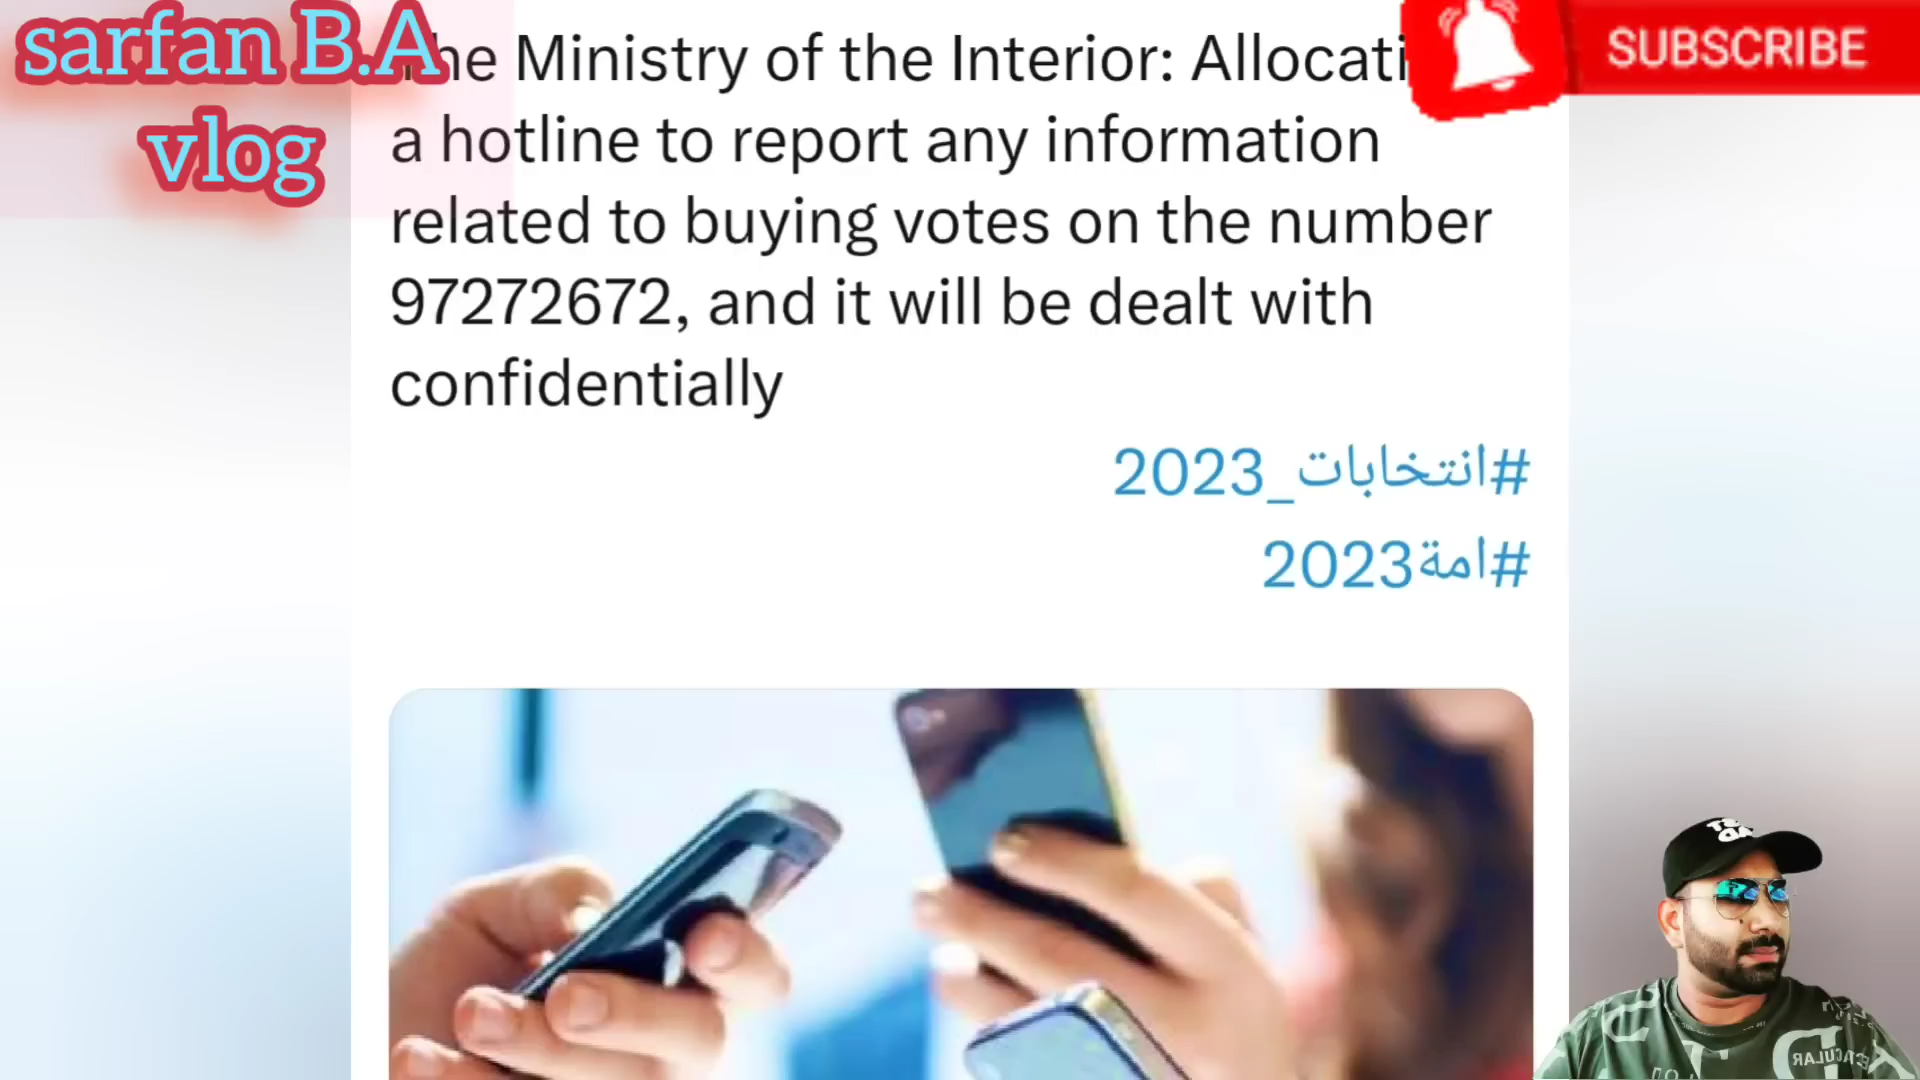 sarfan B.A
vlog
he Ministry of the Interior: Allocati
a hotline to report any information
related to buying votes on the number
97272672, and it will be dealt with
confidentially
#انتخابات_2023
#امة2023
SUBSCRIBE